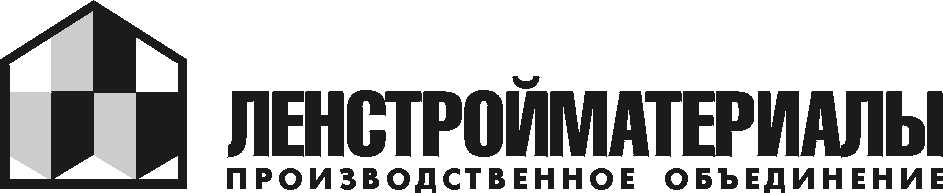 ЛЕНСТРОЙМАТЕРИАЛЫ
ПРОИЗВОДСТВЕННОЕ ОБЪЕДИНЕНИЕ